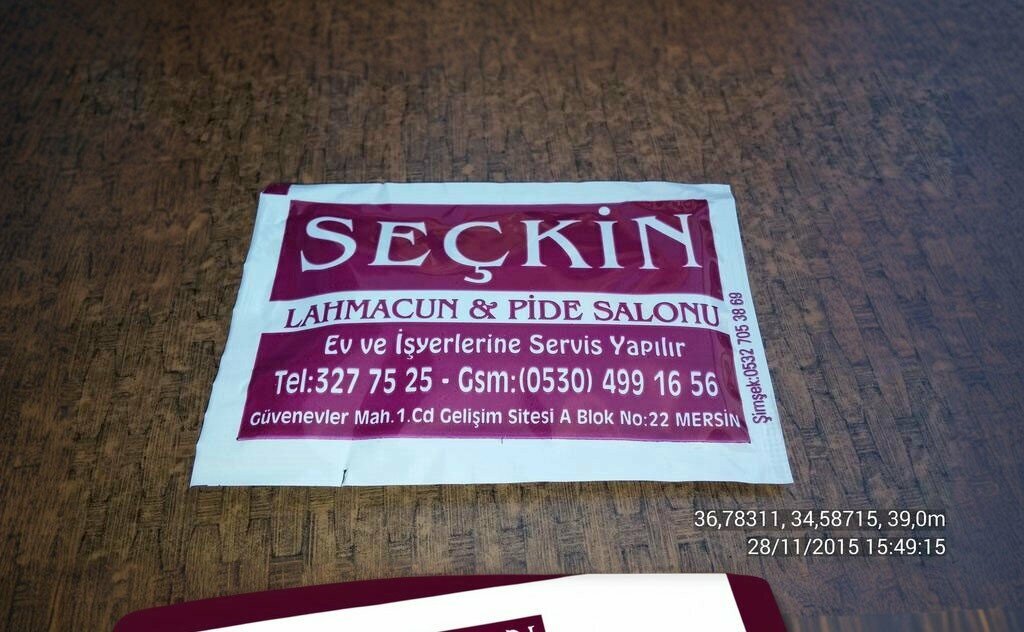 SEÇKİN
LAHMACUN & PİDE SALONU
Ev ve İşyerlerine Servis Yapılır
Tel:327 75 25 - Gsm:(0530) 499 16 56
Güvenevler Mah.1.Cd Gelişim Sitesi A Blok No:22 MERSİN
Şimşek:0532 705 38 69
36,78311, 34,58715, 39,0m
28/11/2015 15:49:15